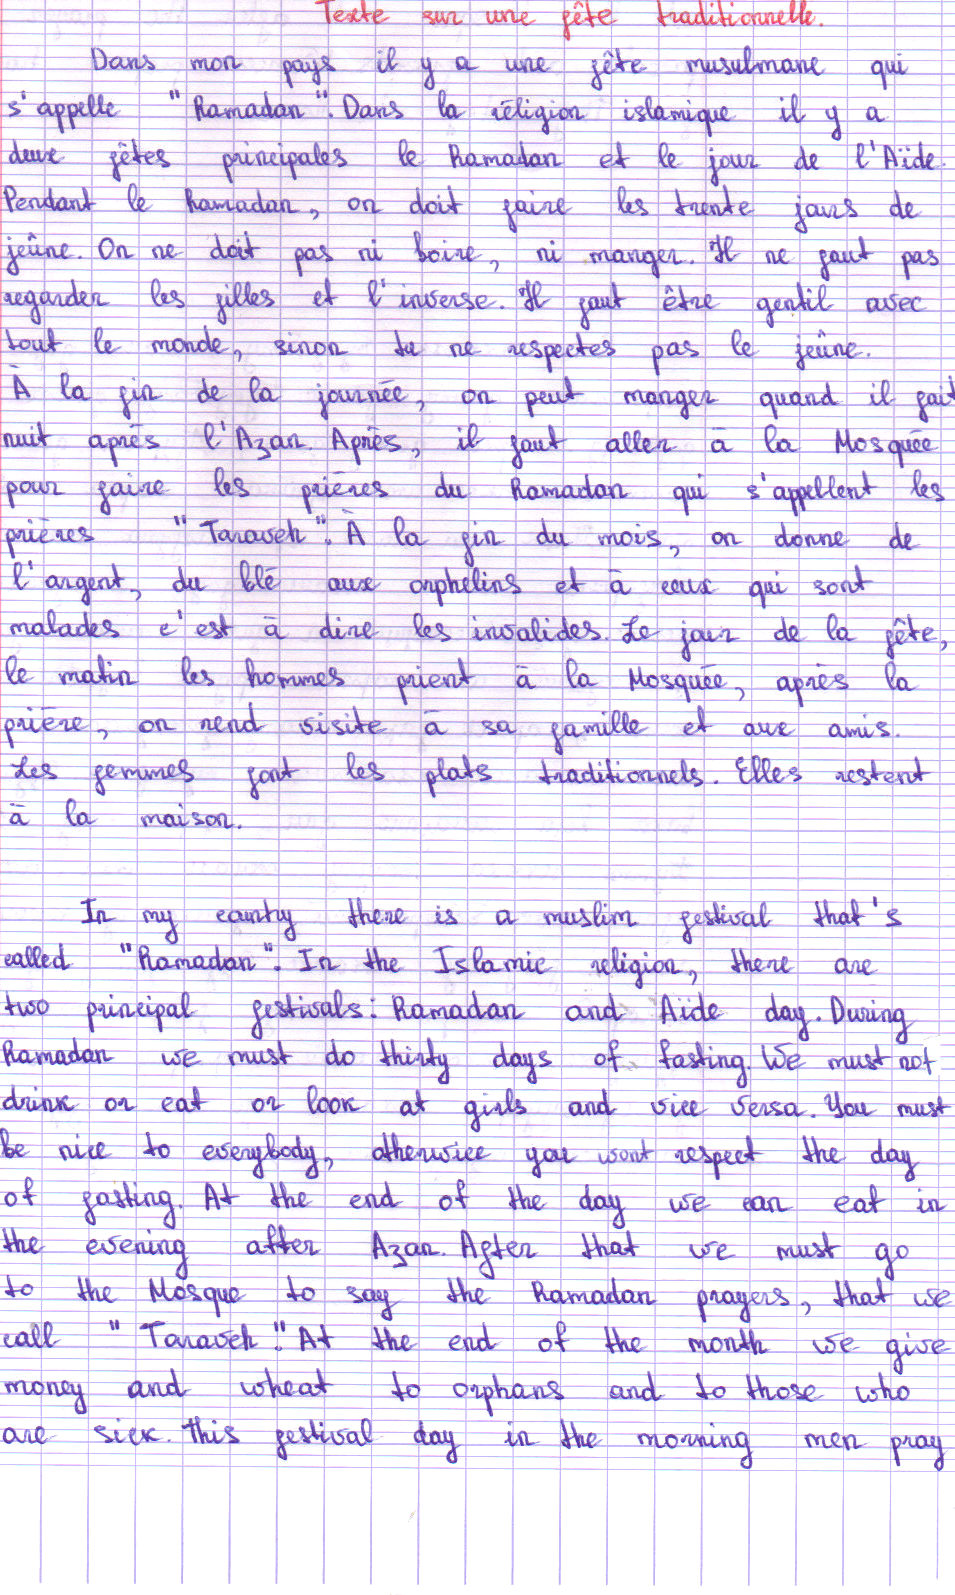 Texte sur une fête traditionnelle.
Dans mon pays il y a une fête musulmane qui
s'appelle "Ramadan". Dans la réligion islamique il y a
deux fêtes principales le Ramadan et le jour de l'Aïde.
Pendant le Ramadan, on doit faire les trente jours de
jeûne. On ne doit pas ni boire, ni manger. Il ne faut pas
regarder les filles et l'inverse. Il faut être gentil avec
tout le monde, sinon tu ne respectes pas le jeûne.
À la fin de la journée, on peut manger quand il fait
nuit après l'Azan. Après, il faut aller à la Mosquée
pour faire les prières du Ramadan qui s'appellent les
prières "Taraveh". À la fin du mois, on donne de
l'argent, du blé aux orphelins et à ceux qui sont
malades c'est à dire les invalides. Le jour de la fête,
le matin les hommes prient à la Mosquée, après la
prière, on rend visite à sa famille et aux amis.
Les femmes font les plats traditionnels. Elles restent
à la maison.
In my country there is a muslim festival that's
called "Ramadan". In the Islamic religion, there are
two principal festivals: Ramadan and Aïde day. During
Ramadan we must do thirty days of fasting. We must not
drink or eat or look at girls and vice versa. You must
be nice to everybody, otherwice you wont respect the day
of fasting. At the end of the day we can eat in
the evening after Azan. After that we must go
to the Mosque to say the Ramadan prayers, that we
call "Taraveh". At the end of the month we give
money and wheat to orphans and to those who
are sick. This festival day in the morning men pray